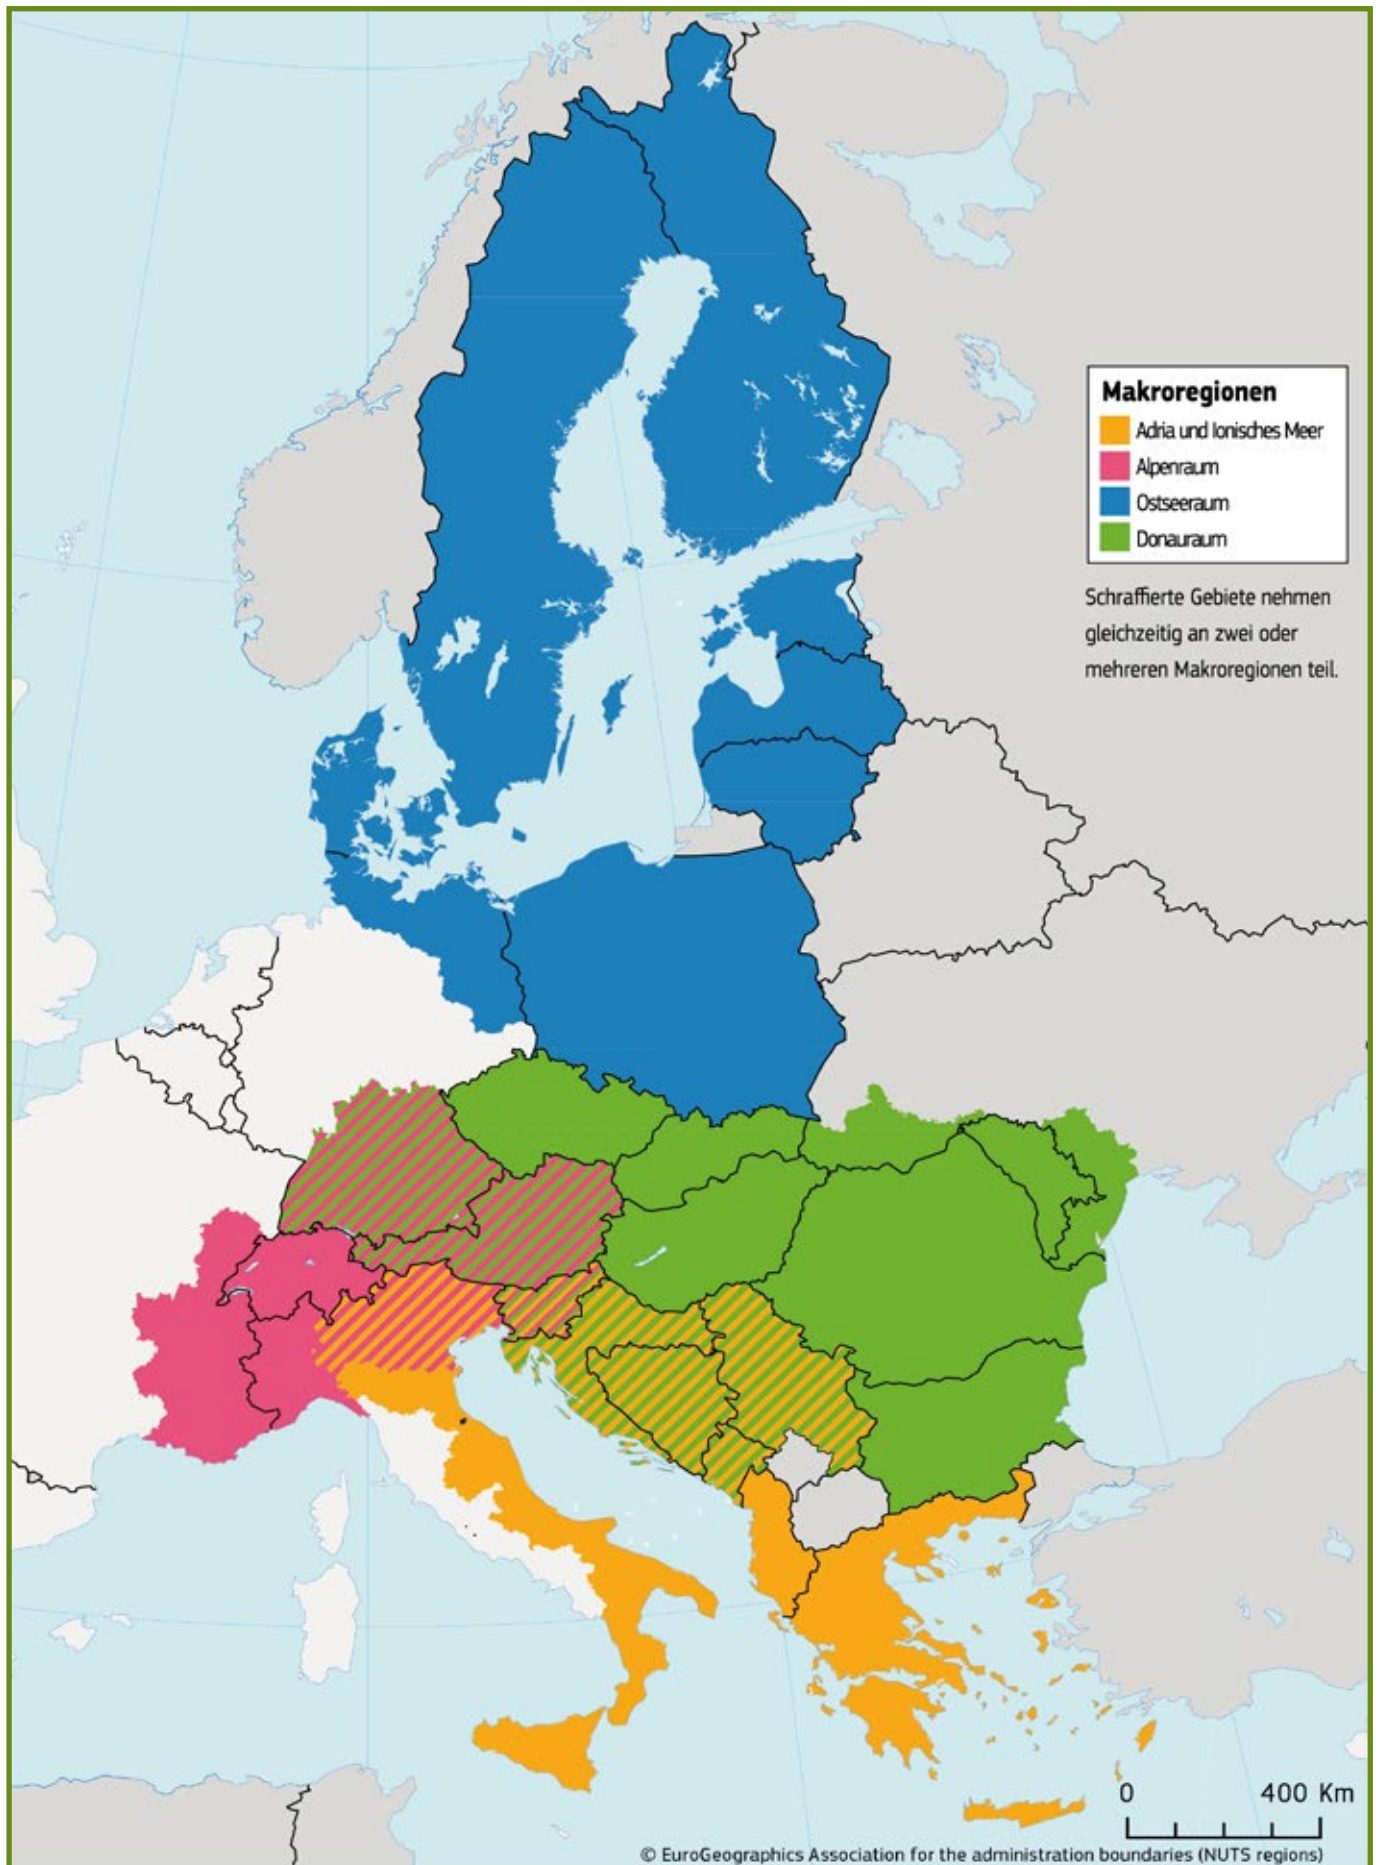 Makroregionen
Adria und Ionisches Meer
Alpenraum
Ostseeraum
Donauraum
Schraffierte Gebiete nehmen
gleichzeitig an zwei oder
mehreren Makroregionen teil.
0 400 Km
© EuroGeographics Association for the administration boundaries (NUTS regions)